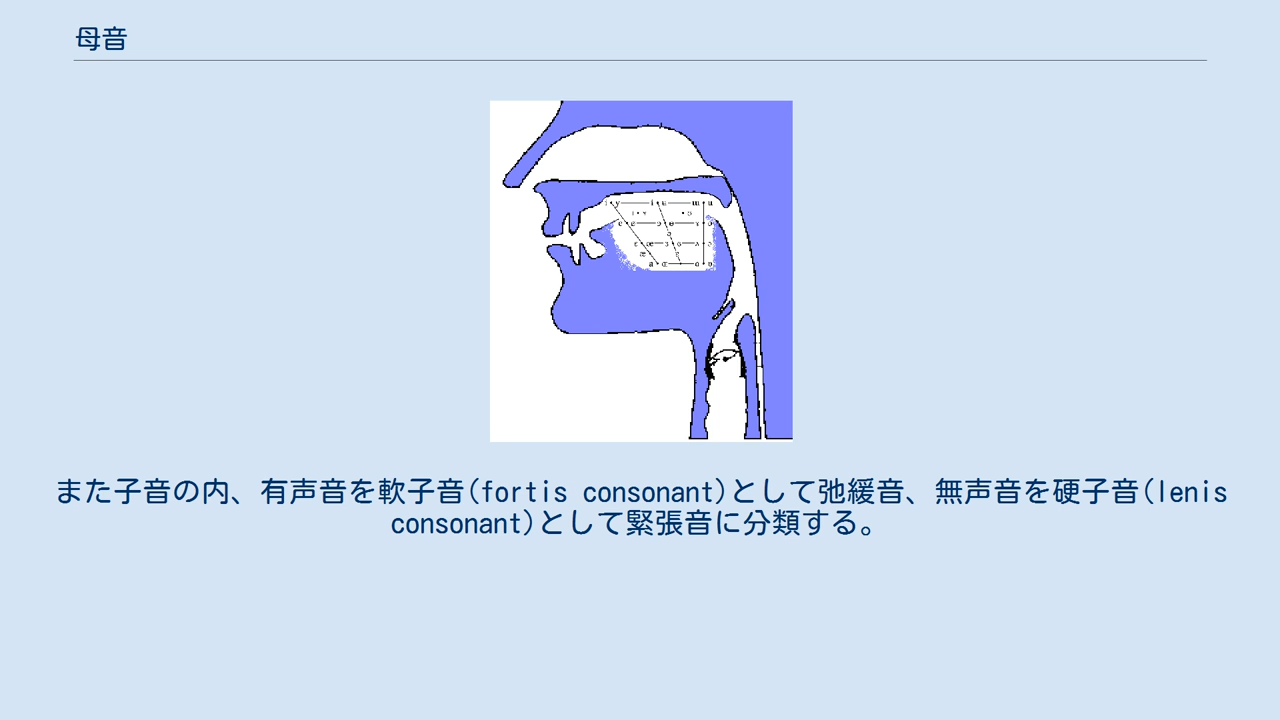 母音
また子音の内、有声音を軟子音(fortis consonant)として弛緩音、無声音を硬子音(lenis
consonant)として緊張音に分類する。